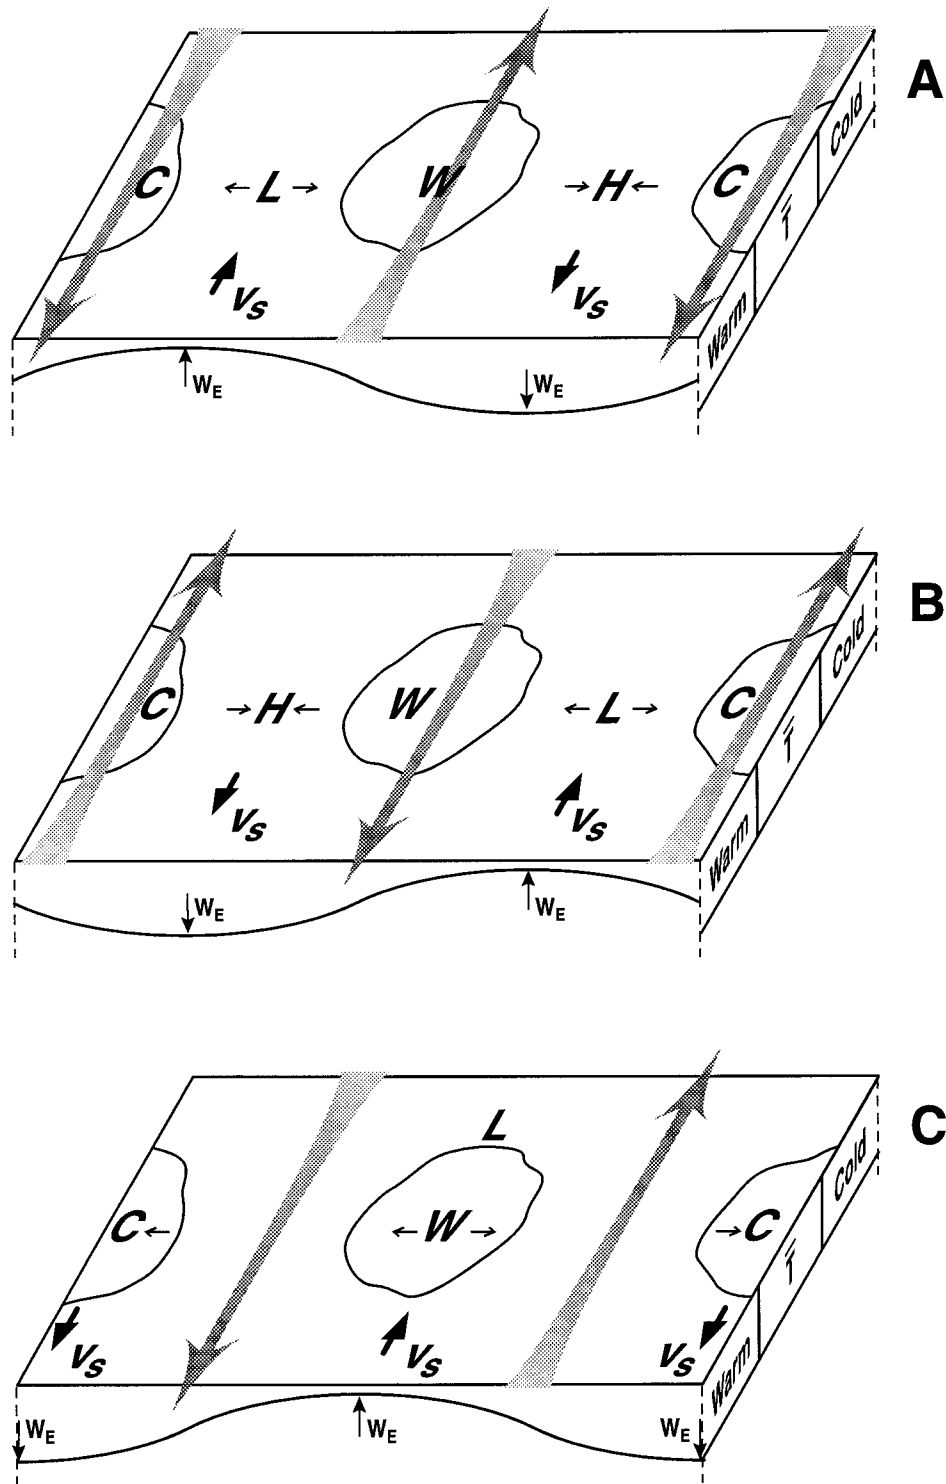 A
C ← L → W → H ← C
Cold
T̿
Warm
V_S V_S
W_E W_E
B
C → H ← W ← L → C
Cold
T̿
Warm
V_S V_S
W_E W_E
C
L
C ← ← W → → C
Cold
T̿
Warm
V_S V_S V_S
W_E W_E W_E